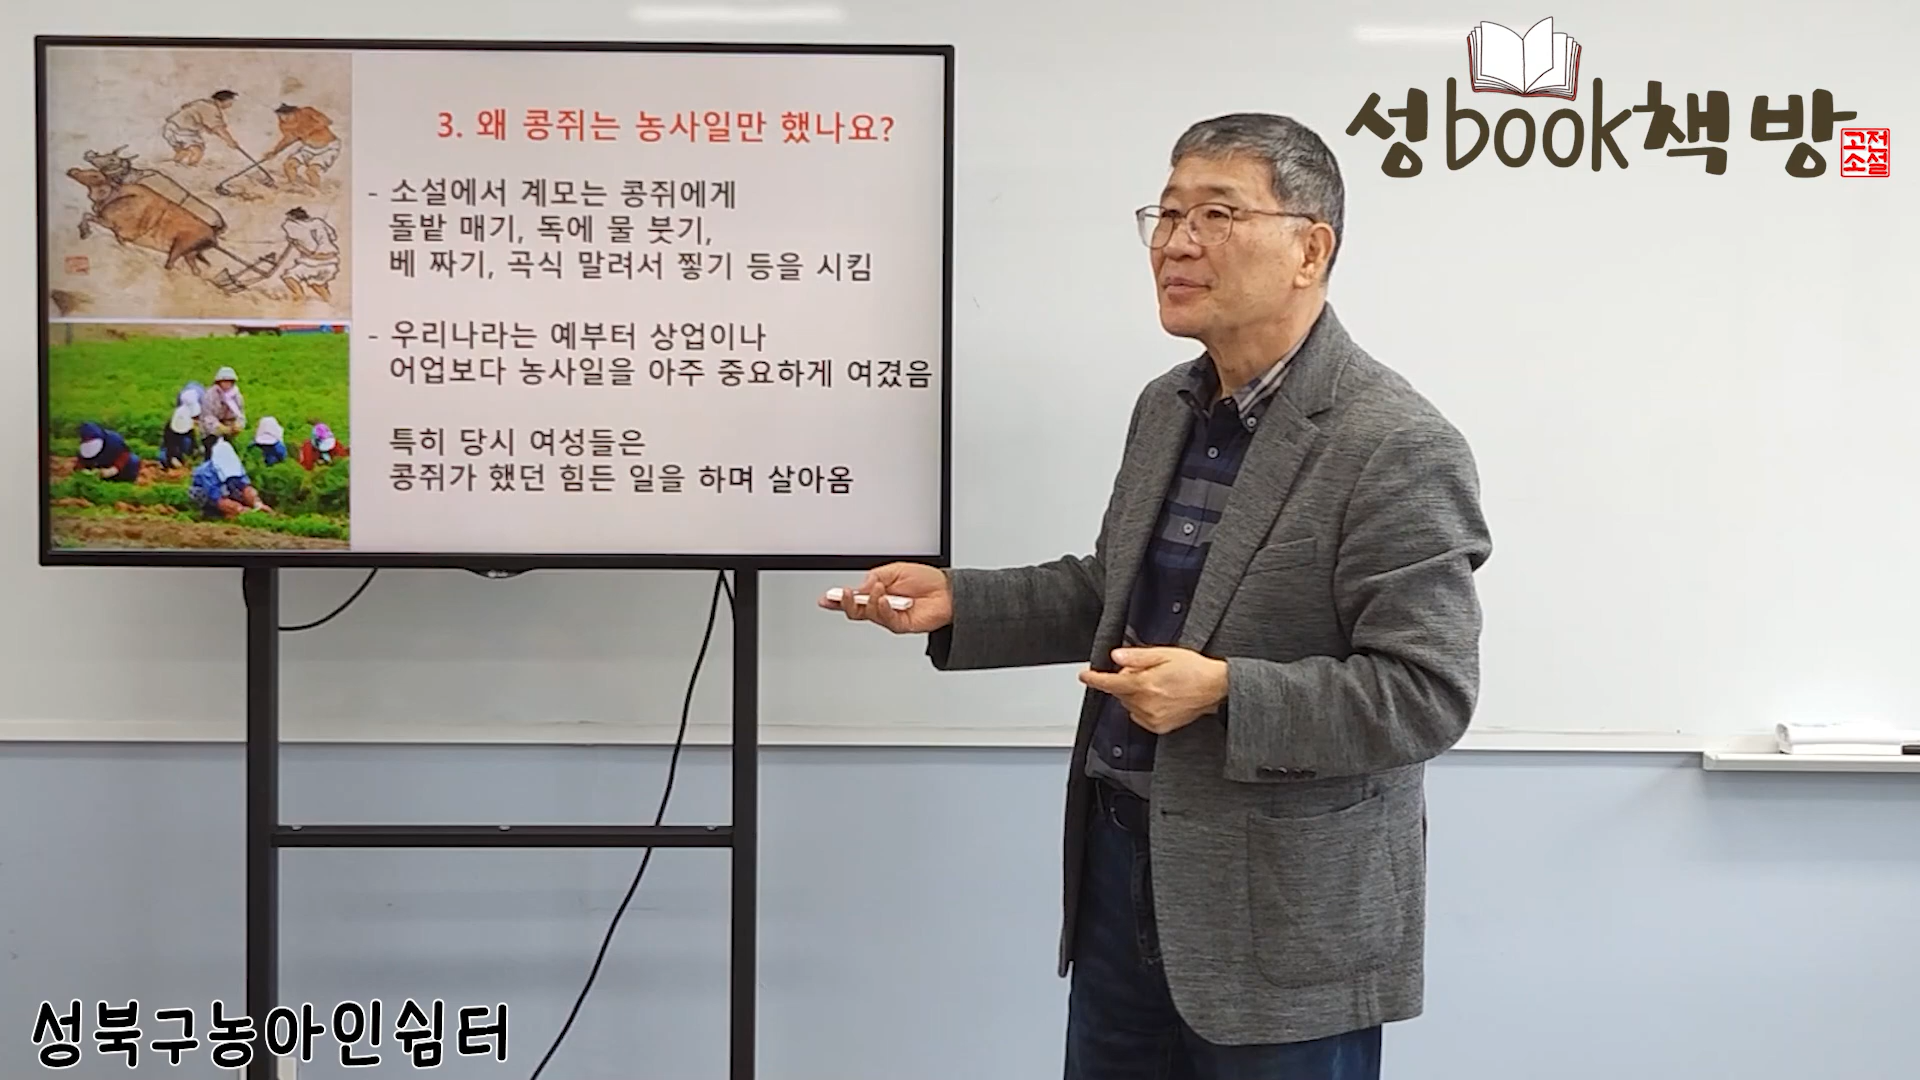 성book책방
고전
소설
3. 왜 콩쥐는 농사일만 했나요?
- 소설에서 계모는 콩쥐에게
돌밭 매기, 독에 물 붓기,
베 짜기, 곡식 말려서 찧기 등을 시킴
- 우리나라는 예부터 상업이나
어업보다 농사일을 아주 중요하게 여겼음
특히 당시 여성들은
콩쥐가 했던 힘든 일을 하며 살아옴
성북구농아인쉼터